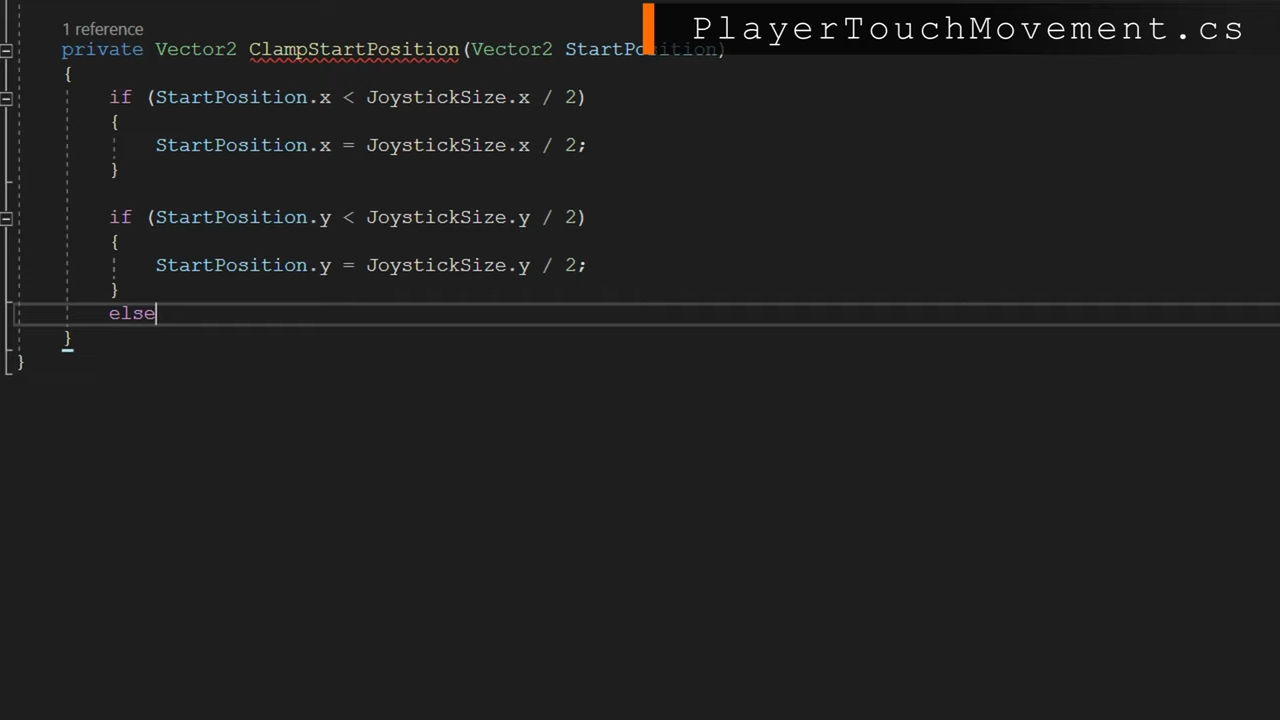 PlayerTouchMovement.cs
1 reference
private Vector2 ClampStartPosition(Vector2 StartPosition)
{
if (StartPosition.x < JoystickSize.x / 2)
{
StartPosition.x = JoystickSize.x / 2;
}
if (StartPosition.y < JoystickSize.y / 2)
{
StartPosition.y = JoystickSize.y / 2;
}
else
}
}